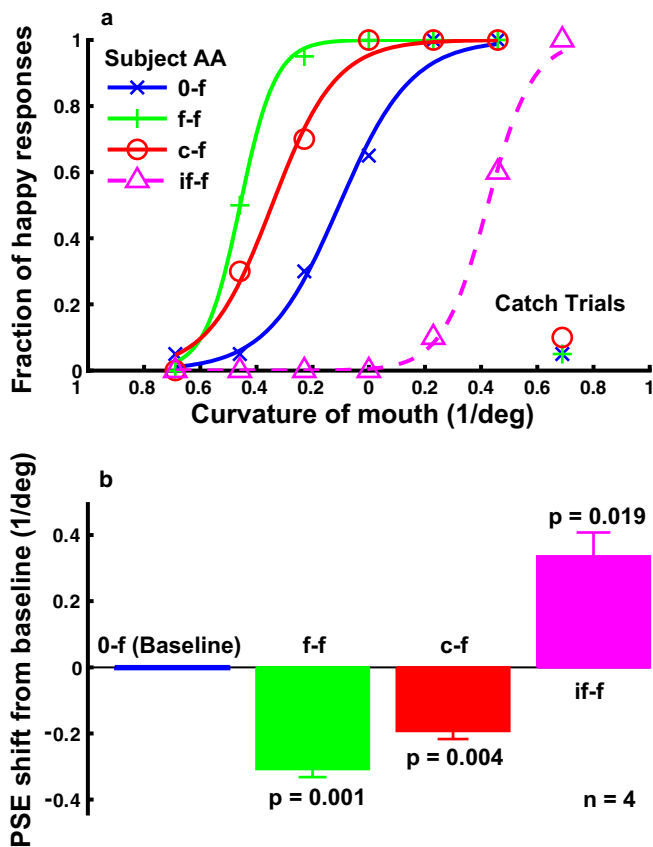 a
Subject AA
0-f
f-f
c-f
if-f
Catch Trials
Fraction of happy responses
1
0.8
0.6
0.4
0.2
0
1 0.8 0.6 0.4 0.2 0 0.2 0.4 0.6 0.8 1
Curvature of mouth (1/deg)
b
PSE shift from baseline (1/deg)
0.4
0.2
0
-0.2
-0.4
0-f (Baseline)
f-f
c-f
if-f
p = 0.001
p = 0.004
p = 0.019
n = 4